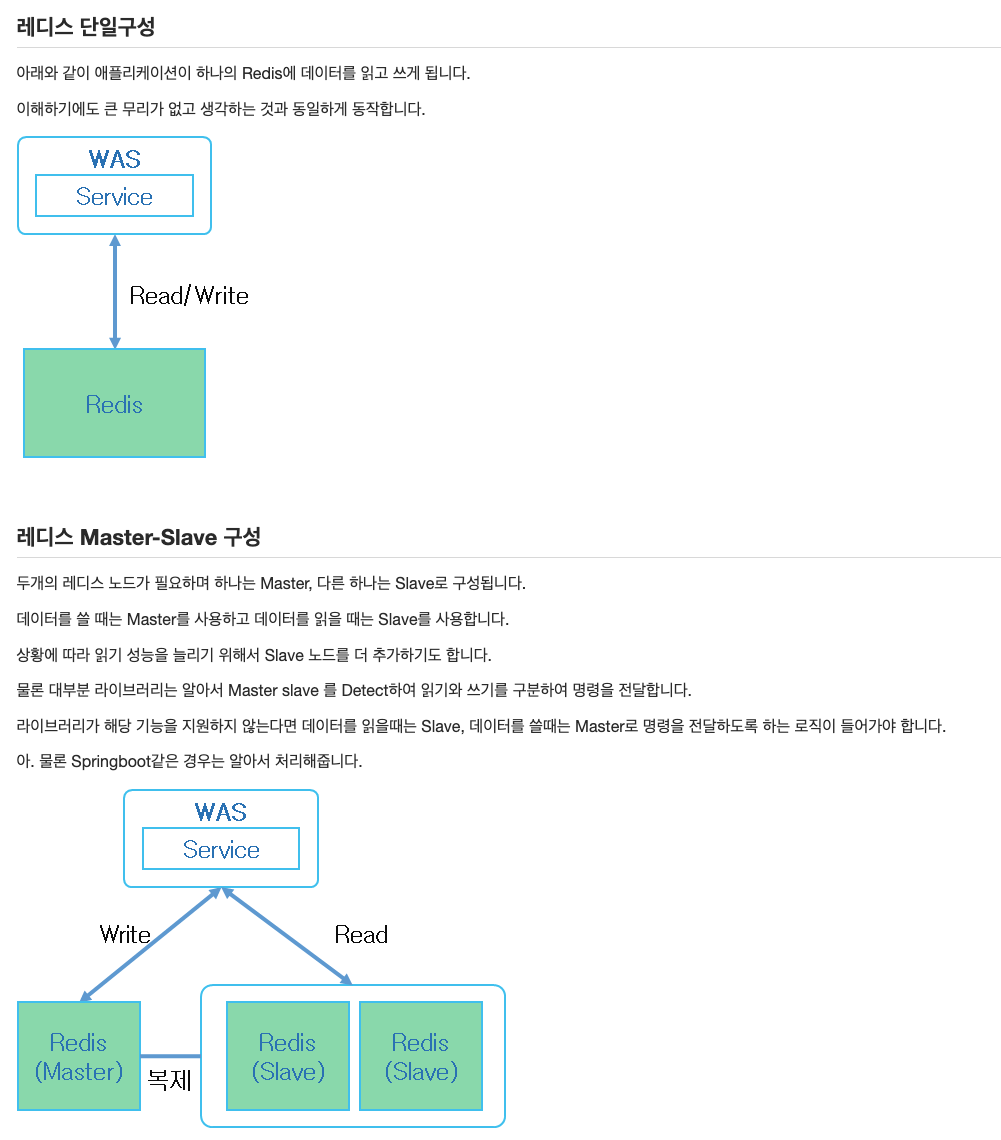 레디스 단일구성
아래와 같이 애플리케이션이 하나의 Redis에 데이터를 읽고 쓰게 됩니다.
이해하기에도 큰 무리가 없고 생각하는 것과 동일하게 동작합니다.
WAS
Service
Read/Write
Redis
레디스 Master-Slave 구성
두개의 레디스 노드가 필요하며 하나는 Master, 다른 하나는 Slave로 구성됩니다.
데이터를 쓸 때는 Master를 사용하고 데이터를 읽을 때는 Slave를 사용합니다.
상황에 따라 읽기 성능을 늘리기 위해서 Slave 노드를 더 추가하기도 합니다.
물론 대부분 라이브러리는 알아서 Master slave 를 Detect하여 읽기와 쓰기를 구분하여 명령을 전달합니다.
라이브러리가 해당 기능을 지원하지 않는다면 데이터를 읽을때는 Slave, 데이터를 쓸때는 Master로 명령을 전달하도록 하는 로직이 들어가야 합니다.
아. 물론 Springboot같은 경우는 알아서 처리해줍니다.
WAS
Service
Write
Read
Redis
(Master)
복제
Redis
(Slave)
Redis
(Slave)